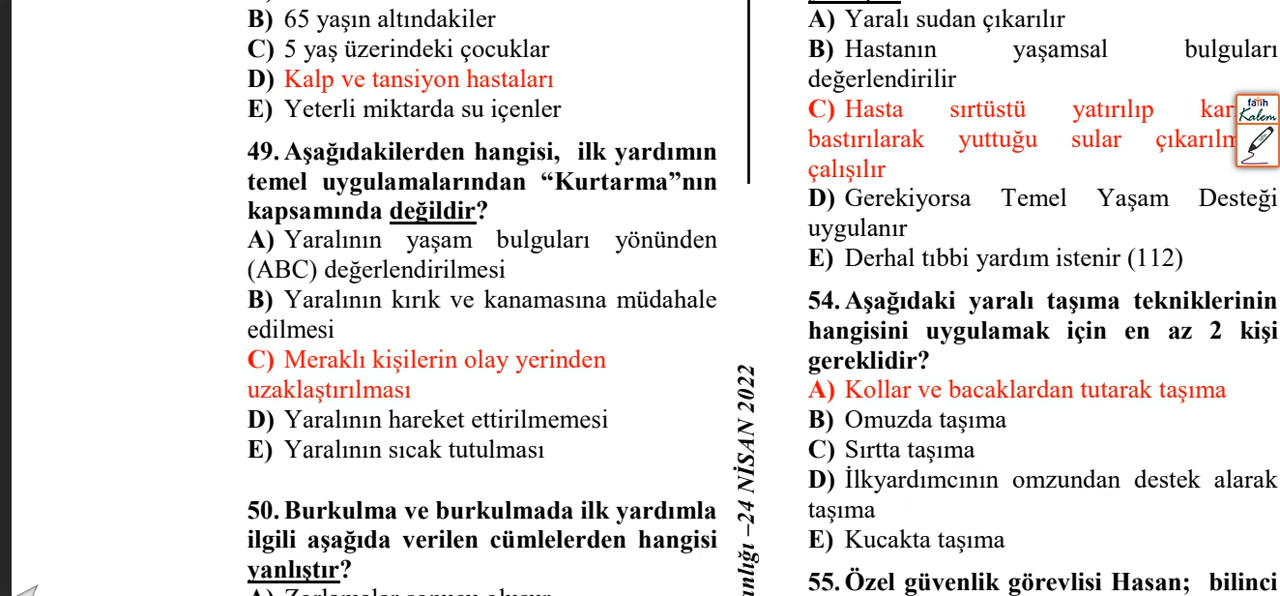 B) 65 yaşın altındakiler
C) 5 yaş üzerindeki çocuklar
D) Kalp ve tansiyon hastaları
E) Yeterli miktarda su içenler
49. Aşağıdakilerden hangisi, ilk yardımın
temel uygulamalarından “Kurtarma”nın
kapsamında değildir?
A) Yaralının yaşam bulguları yönünden
(ABC) değerlendirilmesi
B) Yaralının kırık ve kanamasına müdahale
edilmesi
C) Meraklı kişilerin olay yerinden
uzaklaştırılması
D) Yaralının hareket ettirilmemesi
E) Yaralının sıcak tutulması
50. Burkulma ve burkulmada ilk yardımla
ilgili aşağıda verilen cümlelerden hangisi
yanlıştır?
–24 NİSAN 2022
A) Yaralı sudan çıkarılır
B) Hastanın yaşamsal bulguları
değerlendirilir
C) Hasta sırtüstü yatırılıp
bastırılarak yuttuğu sular
çalışılır
D) Gerekiyorsa Temel Yaşam Desteği
uygulanır
E) Derhal tıbbi yardım istenir (112)
54. Aşağıdaki yaralı taşıma tekniklerinin
hangisini uygulamak için en az 2 kişi
gereklidir?
A) Kollar ve bacaklardan tutarak taşıma
B) Omuzda taşıma
C) Sırtta taşıma
D) İlkyardımcının omzundan destek alarak
taşıma
E) Kucakta taşıma
55. Özel güvenlik görevlisi Hasan; bilinci
fatih
Kalem